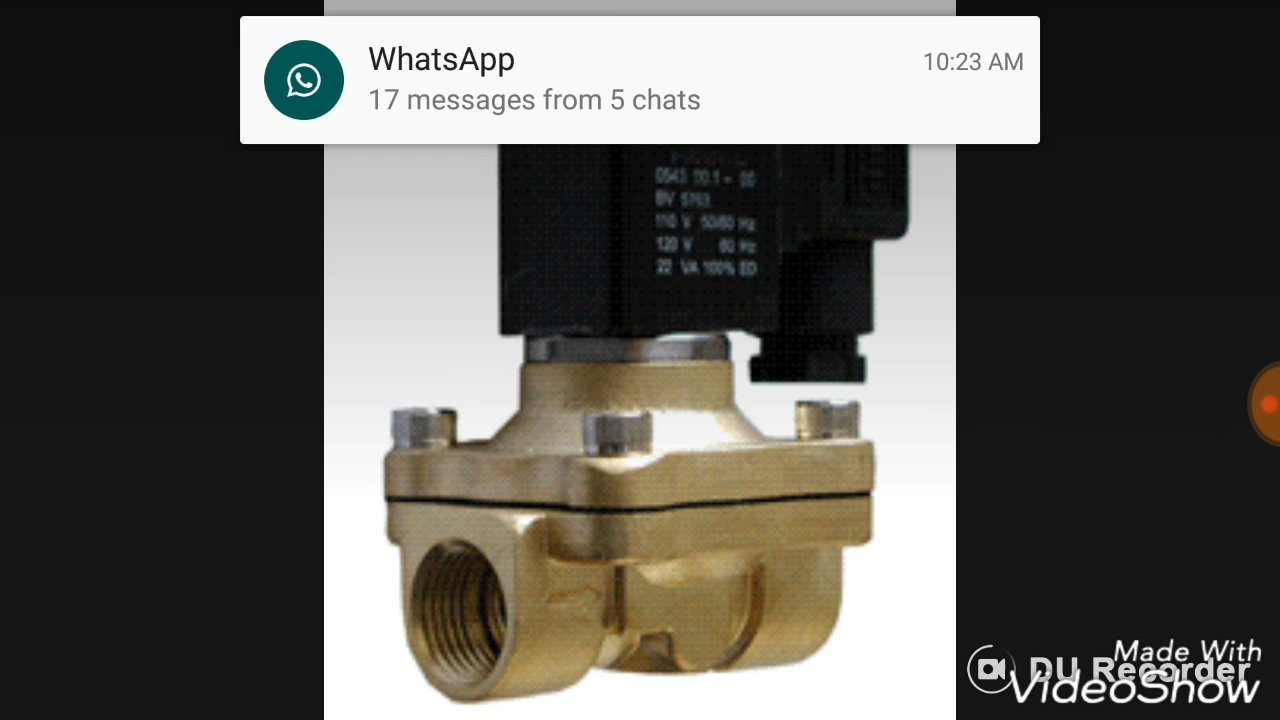 WhatsApp
10:23 AM
17 messages from 5 chats
110 V 50/60 Hz
120 V 60 Hz
22 VA 100% ED
Made With
DU Recorder
VideoShow